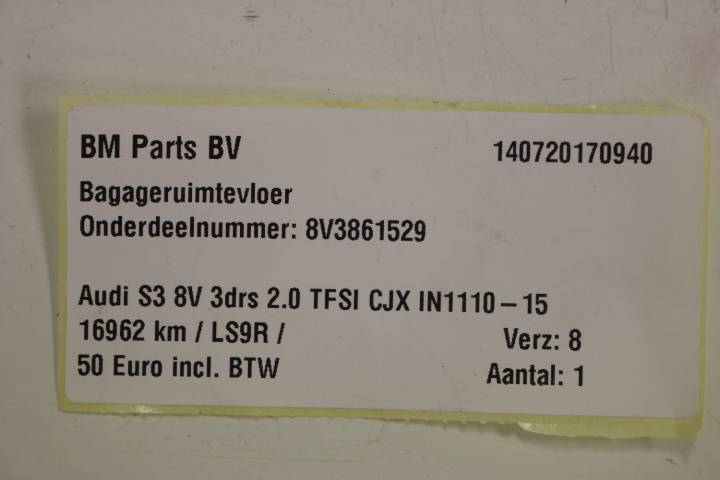 BM Parts BV 140720170940
Bagageruimtevloer
Onderdeelnummer: 8V3861529
Audi S3 8V 3drs 2.0 TFSI CJX IN1110-15
16962 km / LS9R / Verz: 8
50 Euro incl. BTW Aantal: 1